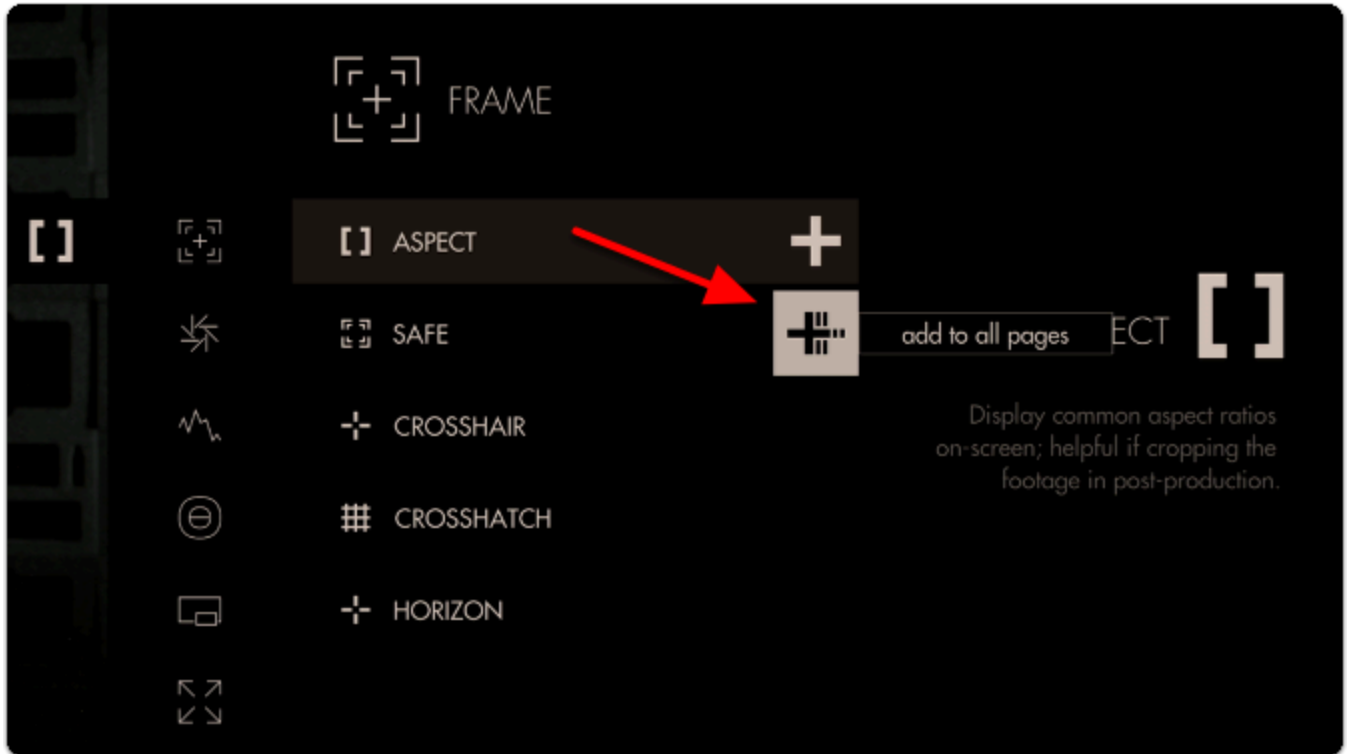 FRAME
ASPECT
SAFE
add to all pages
ECT
CROSSHAIR
Display common aspect ratios
on-screen; helpful if cropping the
footage in post-production.
CROSSHATCH
HORIZON